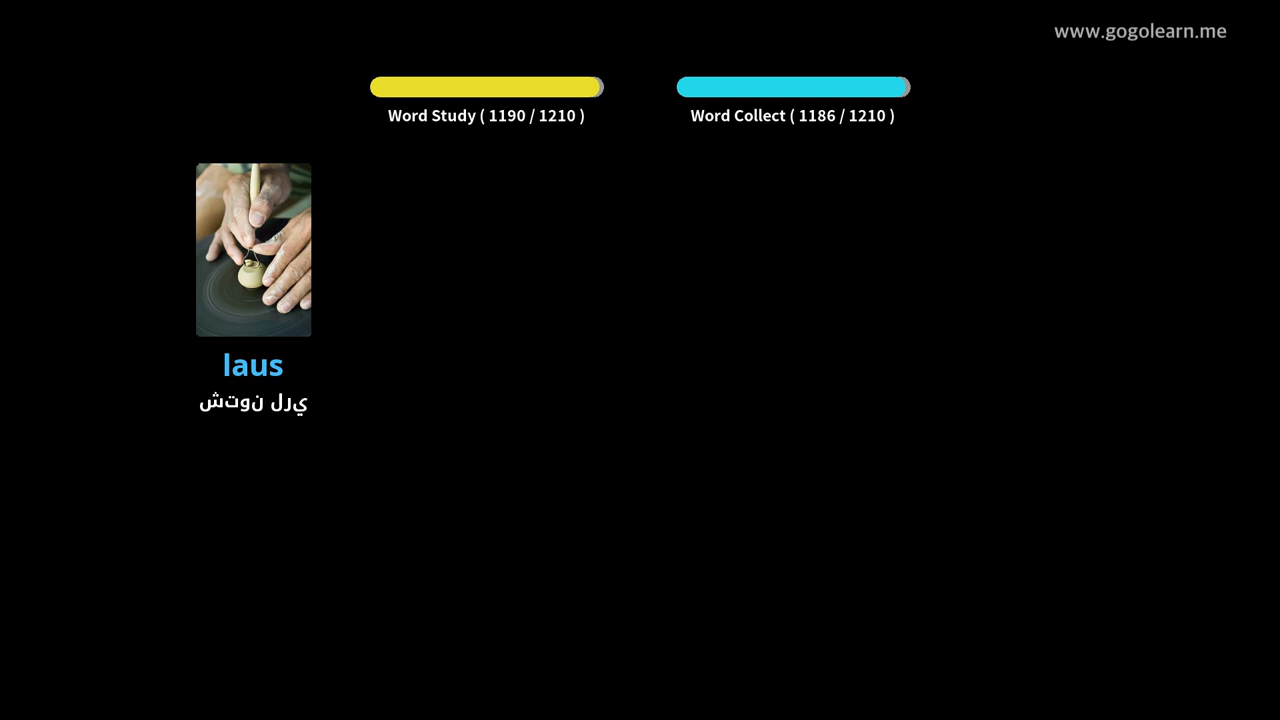 www.gogolearn.me
Word Study ( 1190 / 1210 )
Word Collect ( 1186 / 1210 )
laus
شتون لري